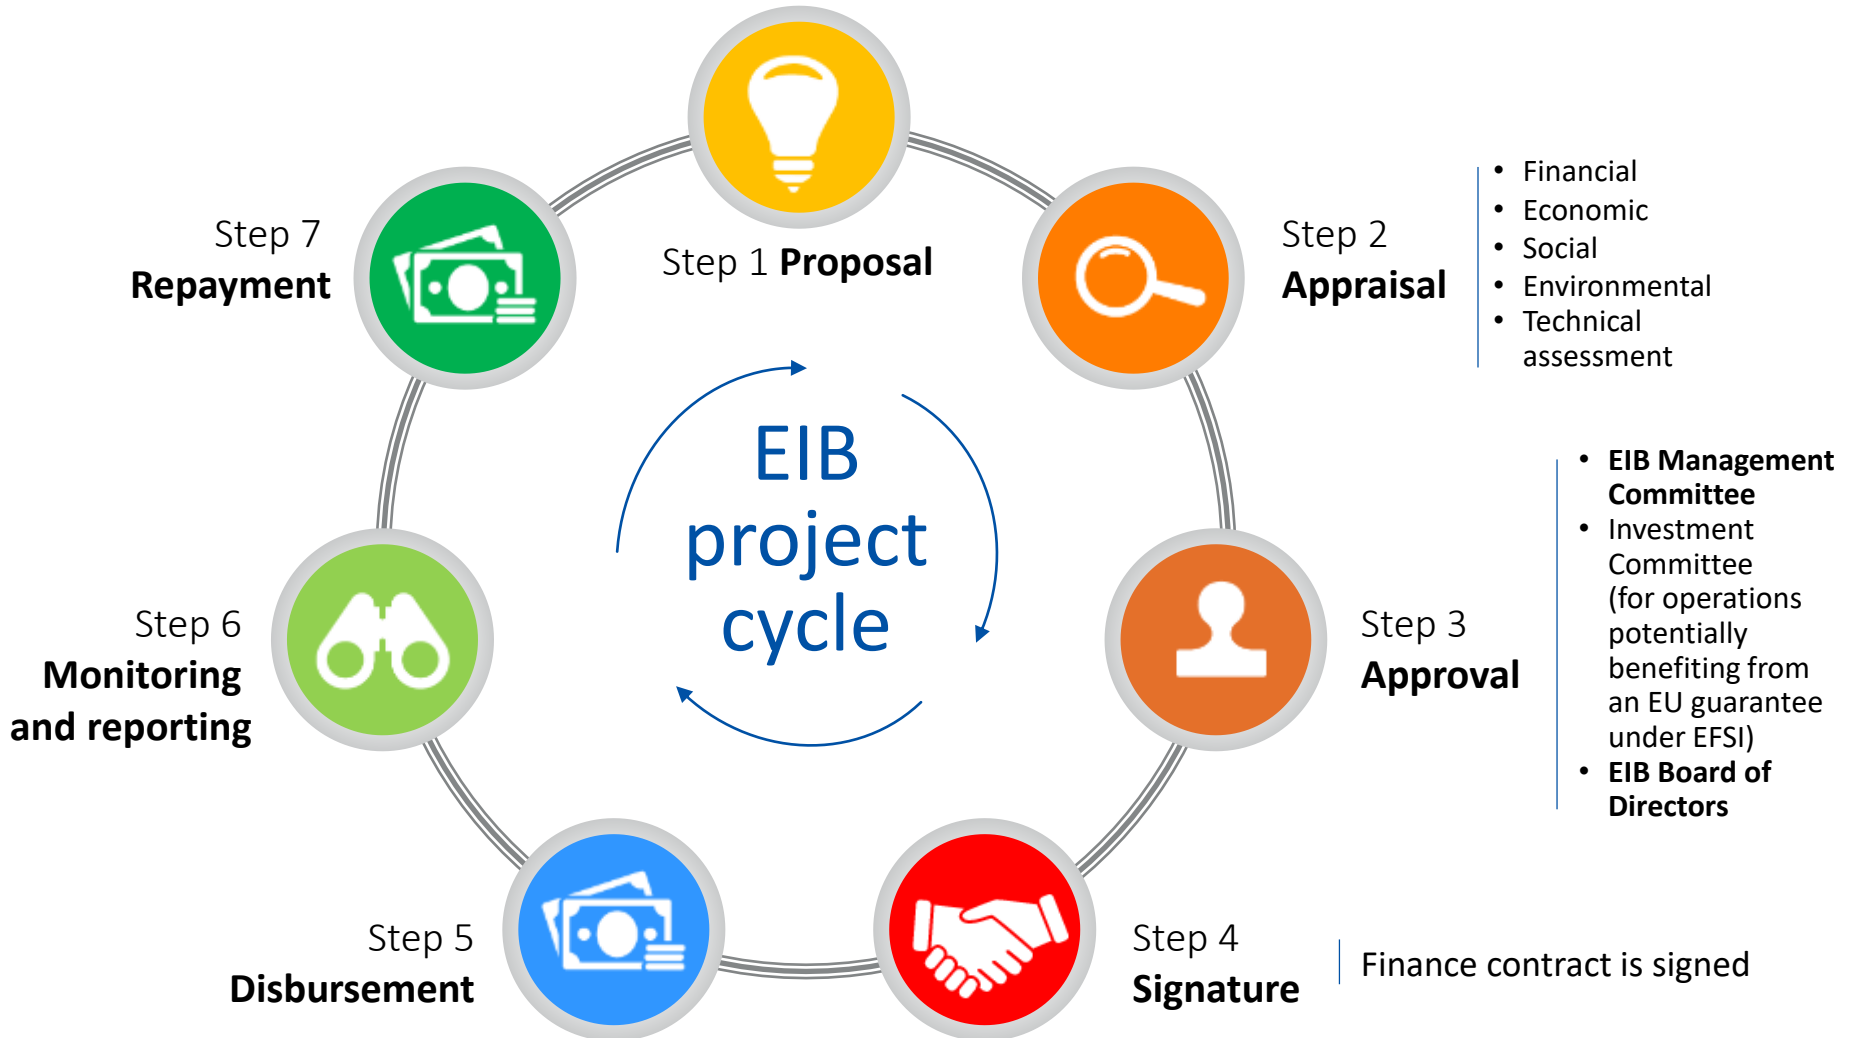 Step 1 Proposal
Step 2
Appraisal
• Financial
• Economic
• Social
• Environmental
• Technical
assessment
Step 3
Approval
• EIB Management
Committee
• Investment
Committee
(for operations
potentially
benefiting from
an EU guarantee
under EFSI)
• EIB Board of
Directors
Step 4
Signature
Finance contract is signed
Step 5
Disbursement
Step 6
Monitoring
and reporting
Step 7
Repayment
EIB
project
cycle